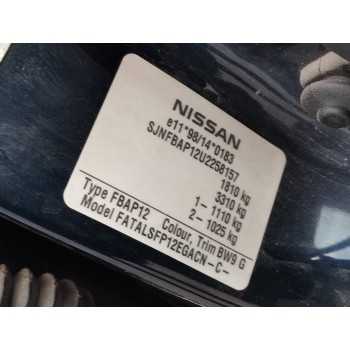 NISSAN
e11*98/14*0183
SJNFBAP12U2258157
1810 kg
3310 kg
1- 1110 kg
2- 1025 kg
Type FBAP12 Colour, Trim BW9 G
Model FATALSFP12EGACN-C-